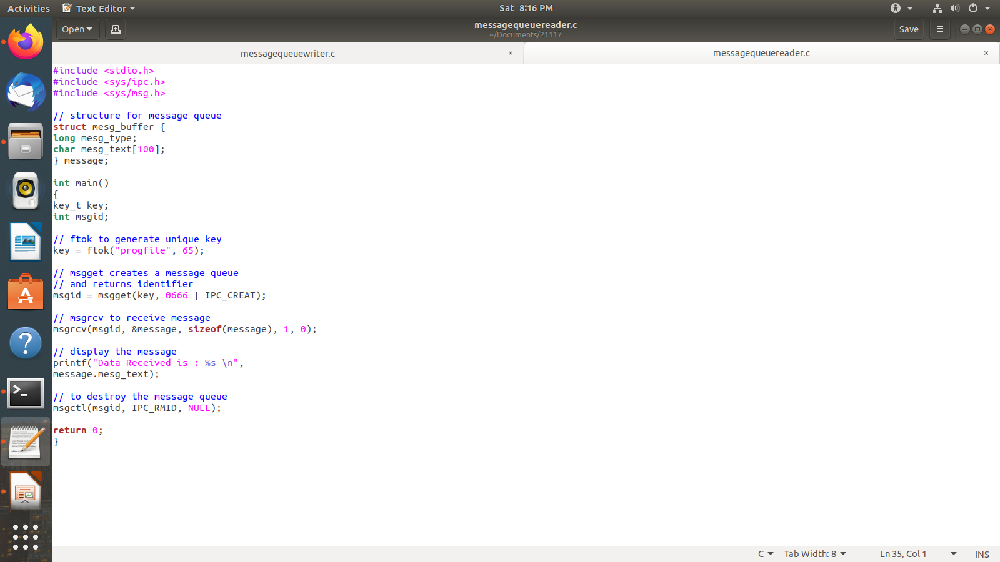 Activities
Text Editor
Sat 8:16 PM
Open
messagequeuereader.c
~/Documents/21117
Save
messagequeuewriter.c
messagequeuereader.c
#include <stdio.h>
#include <sys/ipc.h>
#include <sys/msg.h>
// structure for message queue
struct mesg_buffer {
long mesg_type;
char mesg_text[100];
} message;
int main()
{
key_t key;
int msgid;
// ftok to generate unique key
key = ftok("progfile", 65);
// msgget creates a message queue
// and returns identifier
msgid = msgget(key, 0666 | IPC_CREAT);
// msgrcv to receive message
msgrcv(msgid, &message, sizeof(message), 1, 0);
// display the message
printf("Data Received is : %s \n",
message.mesg_text);
// to destroy the message queue
msgctl(msgid, IPC_RMID, NULL);
return 0;
}
C
Tab Width: 8
Ln 35, Col 1
INS